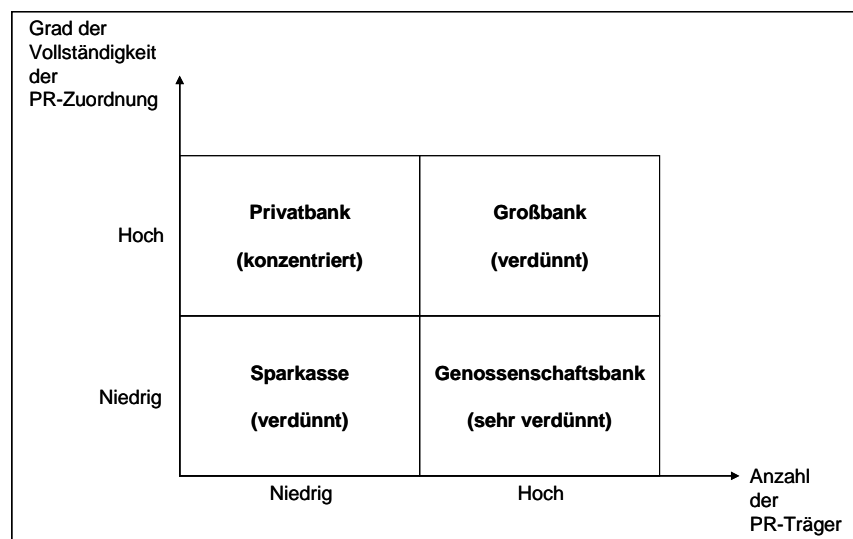 Grad der
Vollständigkeit
der
PR-Zuordnung
Hoch
Privatbank
(konzentriert)
Großbank
(verdünnt)
Niedrig
Sparkasse
(verdünnt)
Genossenschaftsbank
(sehr verdünnt)
Niedrig
Hoch
Anzahl
der
PR-Träger